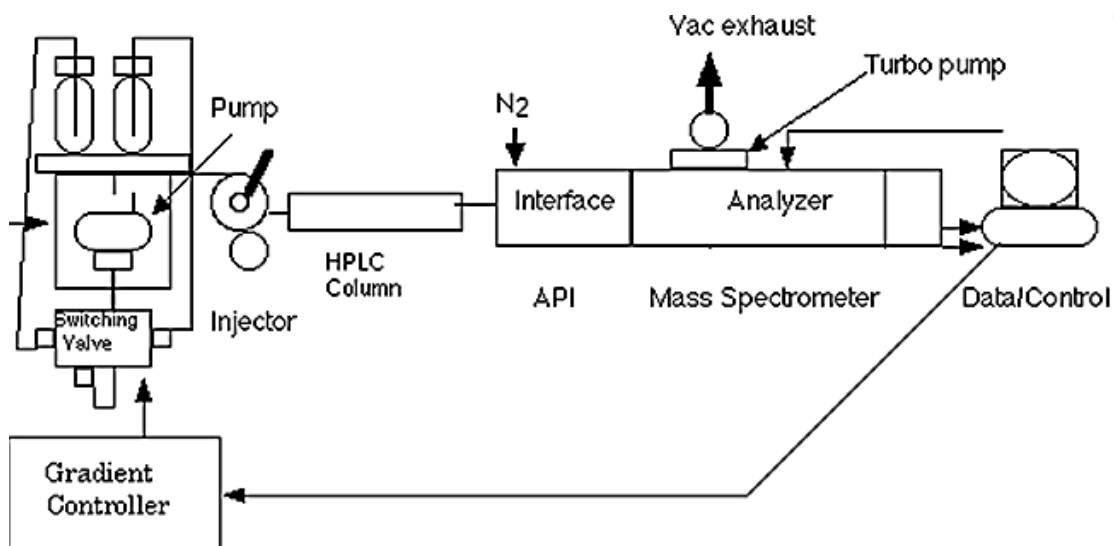 Vac exhaust
Turbo pump
Pump
N2
Interface
Analyzer
HPLC
Column
API
Mass Spectrometer
Data/Control
Injector
Switching
Valve
Gradient
Controller